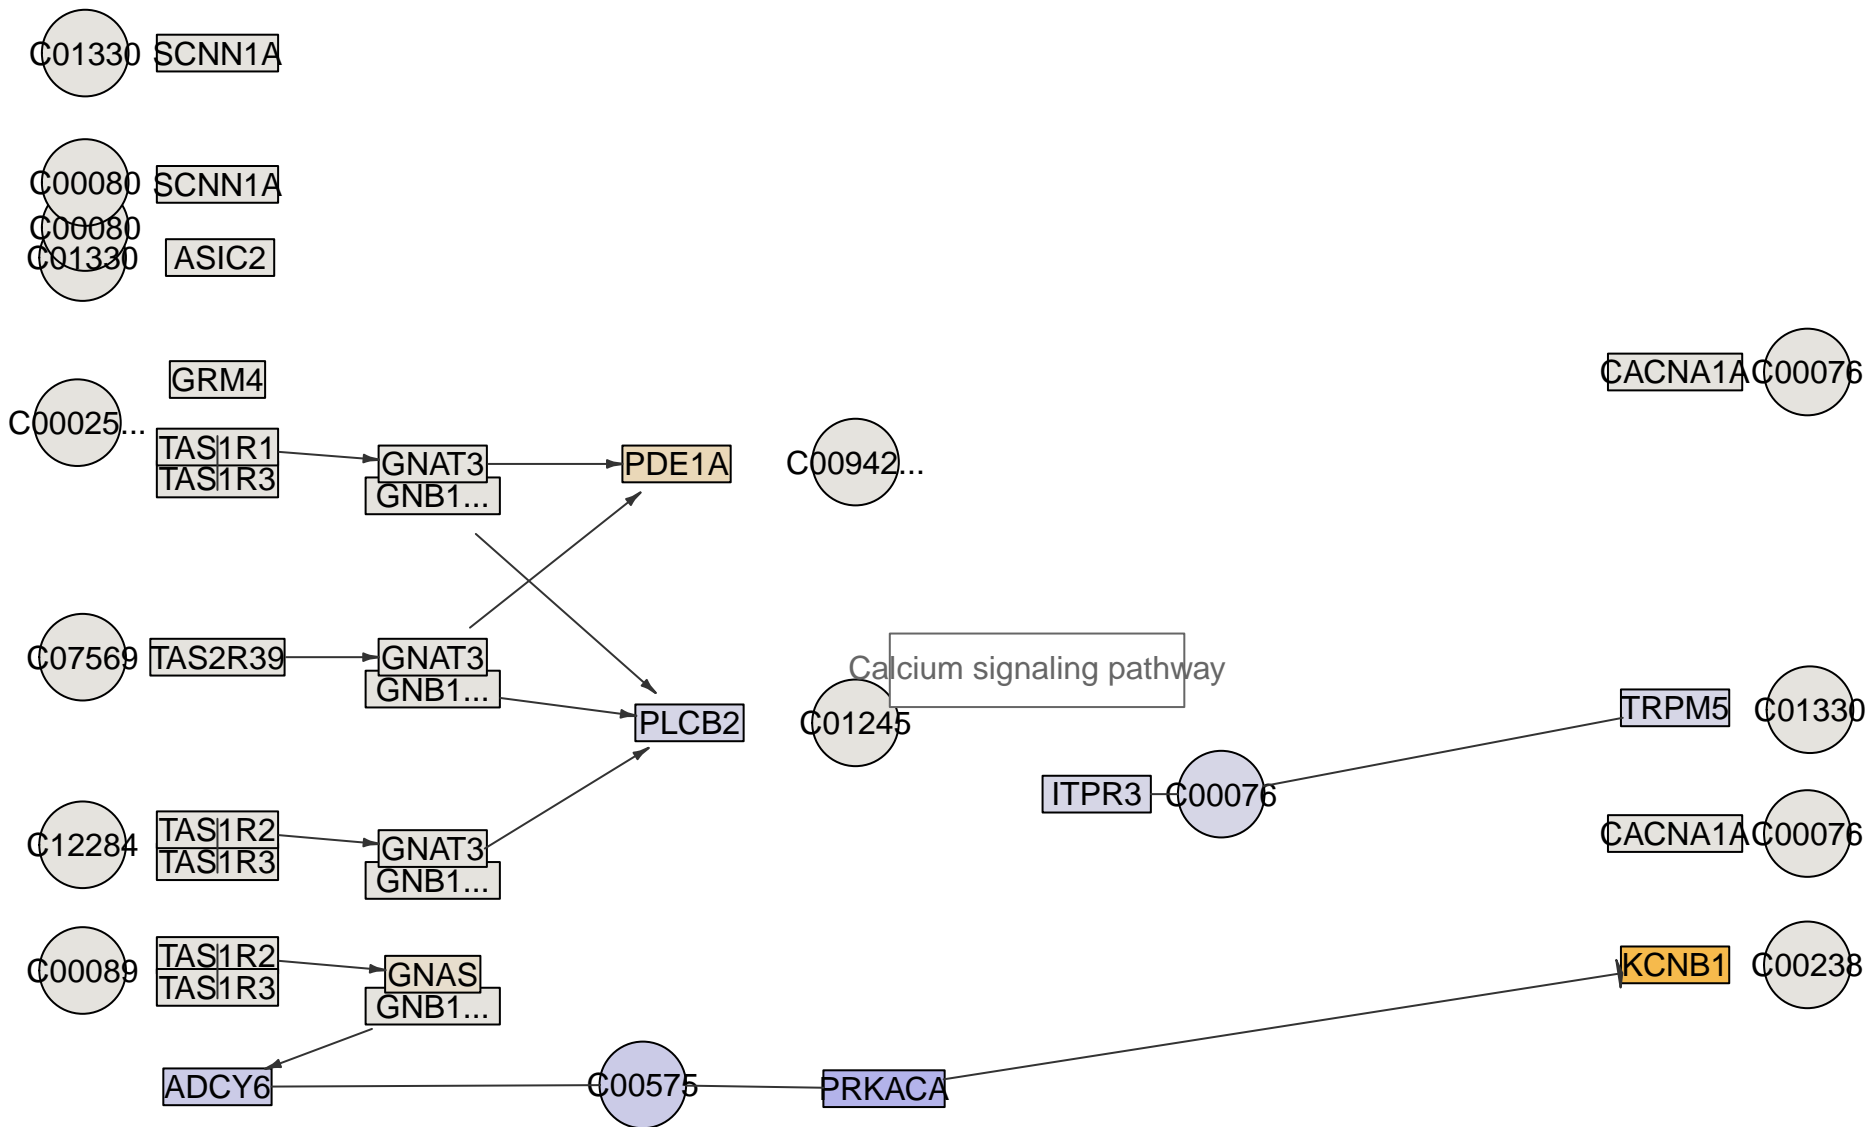 C01330
SCNN1A
C00080
SCNN1A
C00080
C01330
ASIC2
GRM4
C00025...
TAS1R1
TAS1R3
GNAT3
GNB1...
PDE1A
C00942...
CACNA1A
C00076
C07569
TAS2R39
GNAT3
GNB1...
PLCB2
C01245
Calcium signaling pathway
TRPM5
C01330
ITPR3
C00076
C12284
TAS1R2
TAS1R3
GNAT3
GNB1...
CACNA1A
C00076
C00089
TAS1R2
TAS1R3
GNAS
GNB1...
KCNB1
C00238
ADCY6
C00575
PRKACA